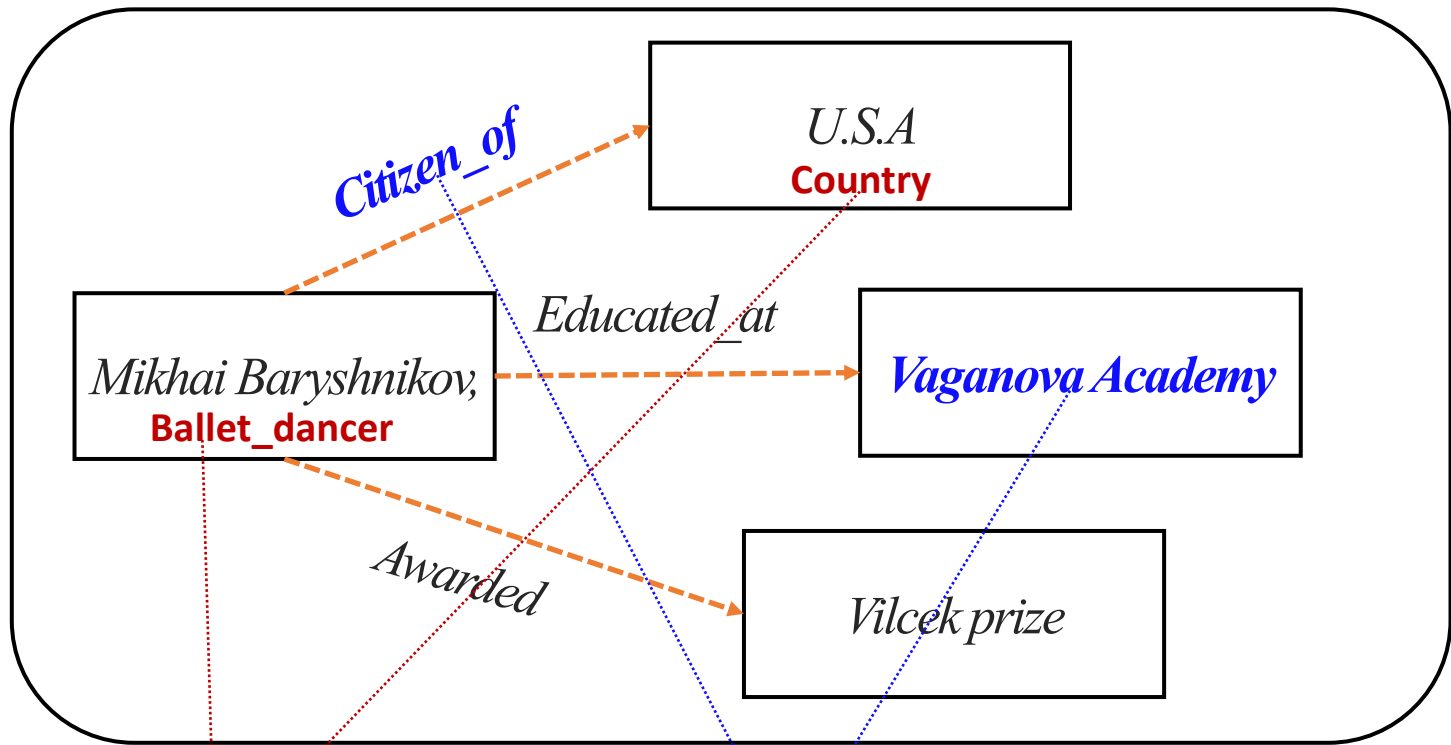 U.S.A
Country
Citizen_of
Educated_at
Mikhai Baryshnikov,
Ballet_dancer
Vaganova Academy
Awarded
Vilcek prize